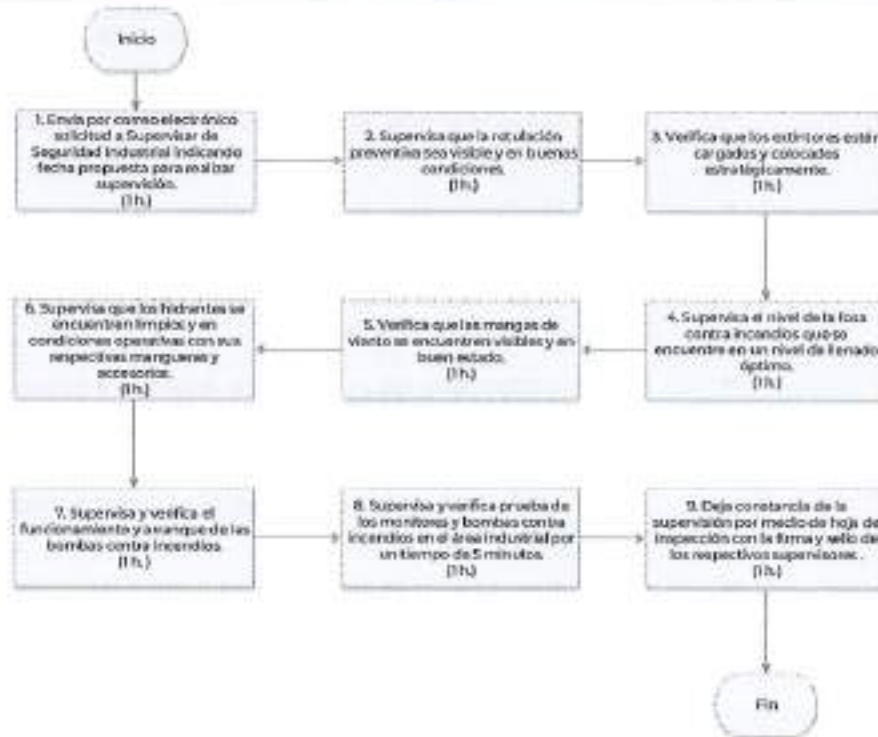 Inicio
1. Envía por correo electrónico
solicitud a Supervisor de
Seguridad Industrial indicando
fecha propuesta para realizar
supervisión.
(1 h.)
2. Supervisa que la rotulación
preventiva sea visible y en buenas
condiciones.
(1 h.)
3. Verifica que los extintores estén
cargados y colocados
estratégicamente.
(1 h.)
4. Supervisa el nivel de la fosa
contra incendios que se
encuentre en un nivel de llenado
óptimo.
(1 h.)
5. Verifica que las mangas de
viento se encuentren visibles y en
buen estado.
(1 h.)
6. Supervisa que los hidrantes se
encuentren limpios y en
condiciones operativas con sus
respectivas mangueras y
accesorios.
(1 h.)
7. Supervisa y verifica el
funcionamiento y arranque de las
bombas contra incendios.
(1 h.)
8. Supervisa y verifica prueba de
los monitores y bombas contra
incendios en el área industrial por
un tiempo de 5 minutos.
(1 h.)
9. Deja constancia de la
supervisión por medio de hoja de
inspección con la firma y sello de
los respectivos supervisores.
(1 h.)
Fin